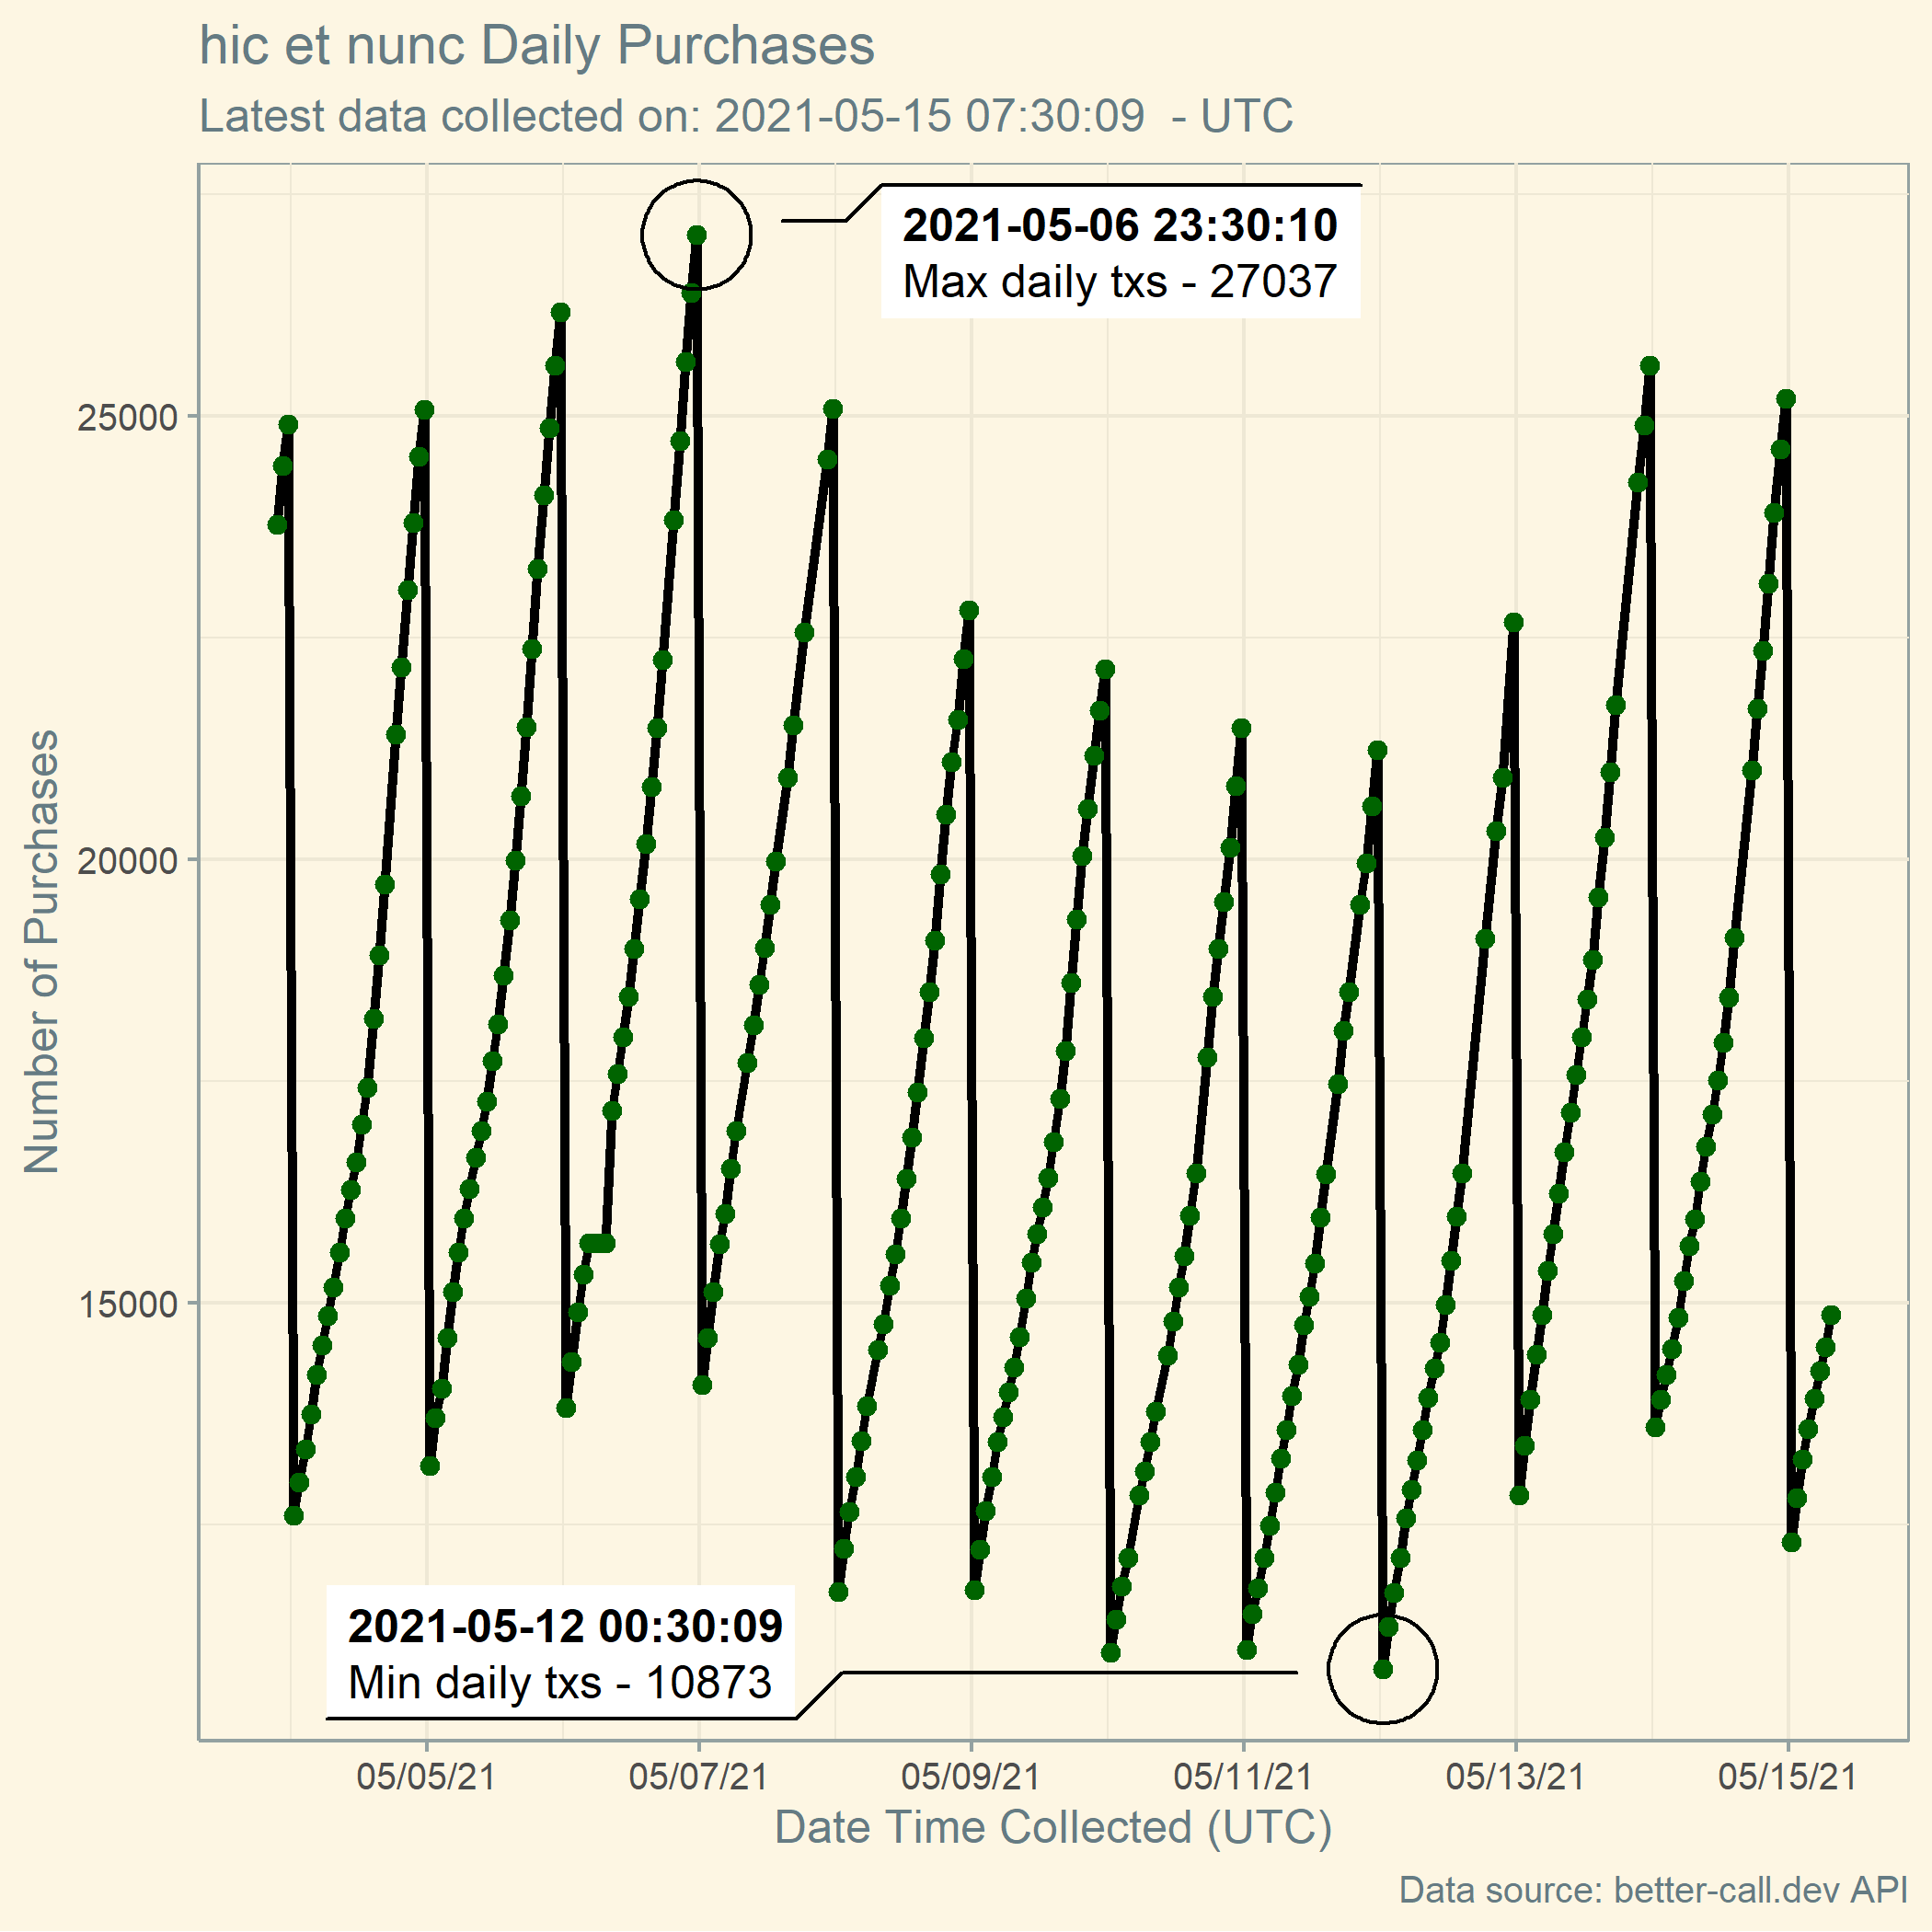 hic et nunc Daily Purchases
Latest data collected on: 2021-05-15 07:30:09  - UTC
2021-05-06 23:30:10
Max daily txs - 27037
25000
20000
15000
Number of Purchases
2021-05-12 00:30:09
Min daily txs - 10873
05/05/21
05/07/21
05/09/21
05/11/21
05/13/21
05/15/21
Date Time Collected (UTC)
Data source: better-call.dev API